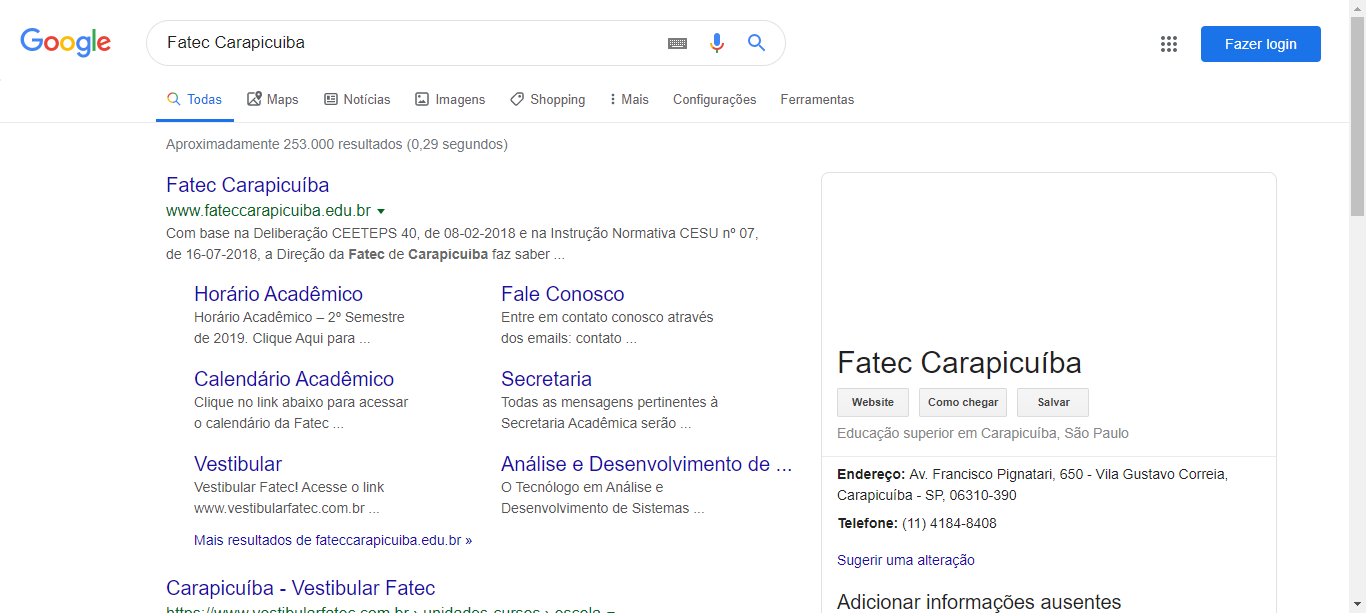 Google
Fatec Carapicuiba
Fazer login
Todas Maps Notícias Imagens Shopping Mais Configurações Ferramentas
Aproximadamente 253.000 resultados (0,29 segundos)
Fatec Carapicuíba
www.fateccarapicuiba.edu.br
Com base na Deliberação CEETEPS 40, de 08-02-2018 e na Instrução Normativa CESU nº 07,
de 16-07-2018, a Direção da Fatec de Carapicuiba faz saber ...
Horário Acadêmico
Horário Acadêmico – 2º Semestre
de 2019. Clique Aqui para ...
Fale Conosco
Entre em contato conosco através
dos emails: contato ...
Calendário Acadêmico
Clique no link abaixo para acessar
o calendário da Fatec ...
Secretaria
Todas as mensagens pertinentes à
Secretaria Acadêmica serão ...
Vestibular
Vestibular Fatec! Acesse o link
www.vestibularfatec.com.br ...
Análise e Desenvolvimento de ...
O Tecnólogo em Análise e
Desenvolvimento de Sistemas ...
Mais resultados de fateccarapicuiba.edu.br »
Carapicuíba - Vestibular Fatec
https://www.vestibularfatec.com.br › unidades-cursos › escola
Fatec Carapicuíba
Website Como chegar Salvar
Educação superior em Carapicuíba, São Paulo
Endereço: Av. Francisco Pignatari, 650 - Vila Gustavo Correia,
Carapicuíba - SP, 06310-390
Telefone: (11) 4184-8408
Sugerir uma alteração
Adicionar informações ausentes